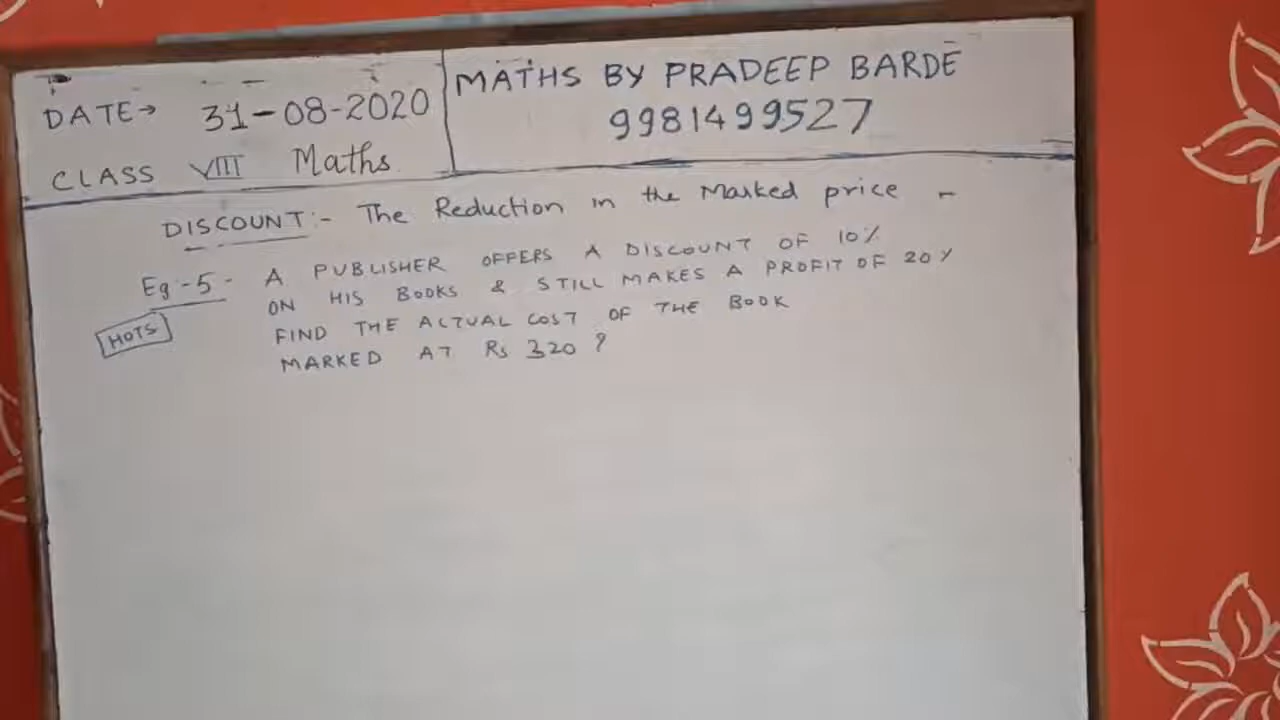 DATE → 31-08-2020
CLASS VIII Maths
MATHS BY PRADEEP BARDE
9981499527
DISCOUNT:- The Reduction in the Marked price -
Eg:-5- A PUBLISHER OFFERS A DISCOUNT OF 10%
ON HIS BOOKS & STILL MAKES A PROFIT OF 20%
HOTS FIND THE ACTUAL COST OF THE BOOK
MARKED AT Rs 320 ?